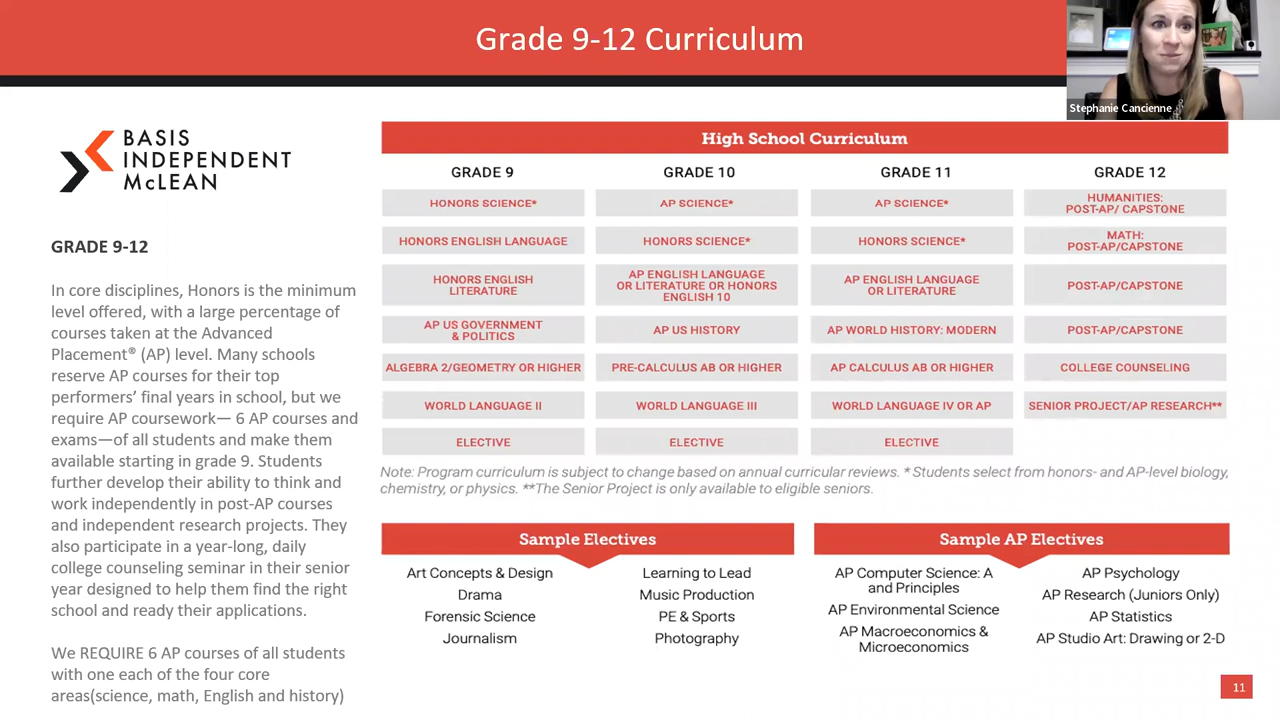 Grade 9-12 Curriculum
Stephanie Cancienne
BASIS
INDEPENDENT
McLEAN
GRADE 9-12
In core disciplines, Honors is the minimum
level offered, with a large percentage of
courses taken at the Advanced
Placement® (AP) level. Many schools
reserve AP courses for their top
performers’ final years in school, but we
require AP coursework— 6 AP courses and
exams—of all students and make them
available starting in grade 9. Students
further develop their ability to think and
work independently in post-AP courses
and independent research projects. They
also participate in a year-long, daily
college counseling seminar in their senior
year designed to help them find the right
school and ready their applications.
We REQUIRE 6 AP courses of all students
with one each of the four core
areas(science, math, English and history)
High School Curriculum
GRADE 9 GRADE 10 GRADE 11 GRADE 12
HONORS SCIENCE* AP SCIENCE* AP SCIENCE* HUMANITIES:
POST-AP/ CAPSTONE
HONORS ENGLISH LANGUAGE HONORS SCIENCE* HONORS SCIENCE* MATH:
POST-AP/CAPSTONE
HONORS ENGLISH
LITERATURE
AP ENGLISH LANGUAGE
OR LITERATURE OR HONORS
ENGLISH 10
AP ENGLISH LANGUAGE
OR LITERATURE
POST-AP/CAPSTONE
AP US GOVERNMENT
& POLITICS
AP US HISTORY AP WORLD HISTORY: MODERN POST-AP/CAPSTONE
ALGEBRA 2/GEOMETRY OR HIGHER PRE-CALCULUS AB OR HIGHER AP CALCULUS AB OR HIGHER COLLEGE COUNSELING
WORLD LANGUAGE II WORLD LANGUAGE III WORLD LANGUAGE IV OR AP SENIOR PROJECT/AP RESEARCH**
ELECTIVE ELECTIVE ELECTIVE
Note: Program curriculum is subject to change based on annual curricular reviews. * Students select from honors- and AP-level biology,
chemistry, or physics. **The Senior Project is only available to eligible seniors.
Sample Electives
Art Concepts & Design Learning to Lead
Drama Music Production
Forensic Science PE & Sports
Journalism Photography
Sample AP Electives
AP Computer Science: A
and Principles
AP Environmental Science
AP Macroeconomics &
Microeconomics
AP Psychology
AP Research (Juniors Only)
AP Statistics
AP Studio Art: Drawing or 2-D
11